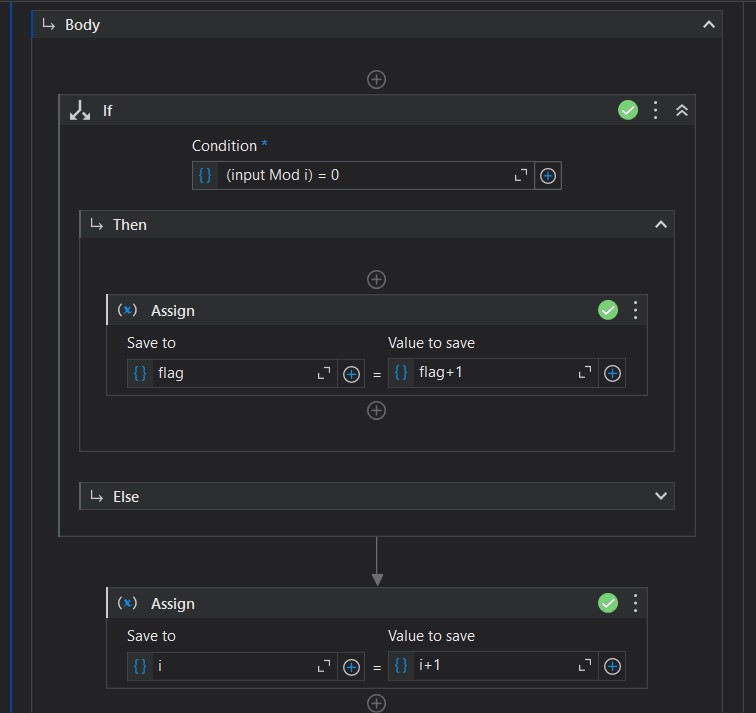 Body
If
Condition *
{} (input Mod i) = 0
Then
(x) Assign
Save to Value to save
{} flag = {} flag+1
Else
(x) Assign
Save to Value to save
{} i = {} i+1